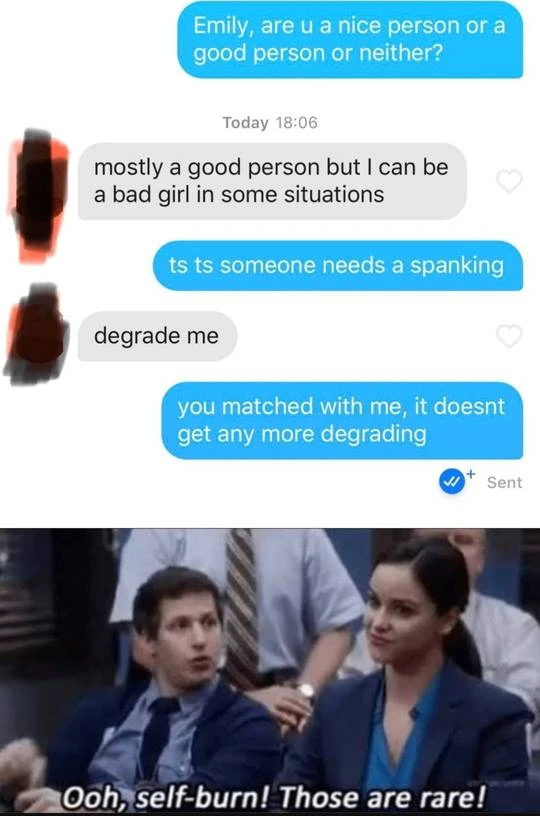 Emily, are u a nice person or a
good person or neither?
Today 18:06
mostly a good person but I can be
a bad girl in some situations
ts ts someone needs a spanking
degrade me
you matched with me, it doesnt
get any more degrading
Sent
Ooh, self-burn! Those are rare!